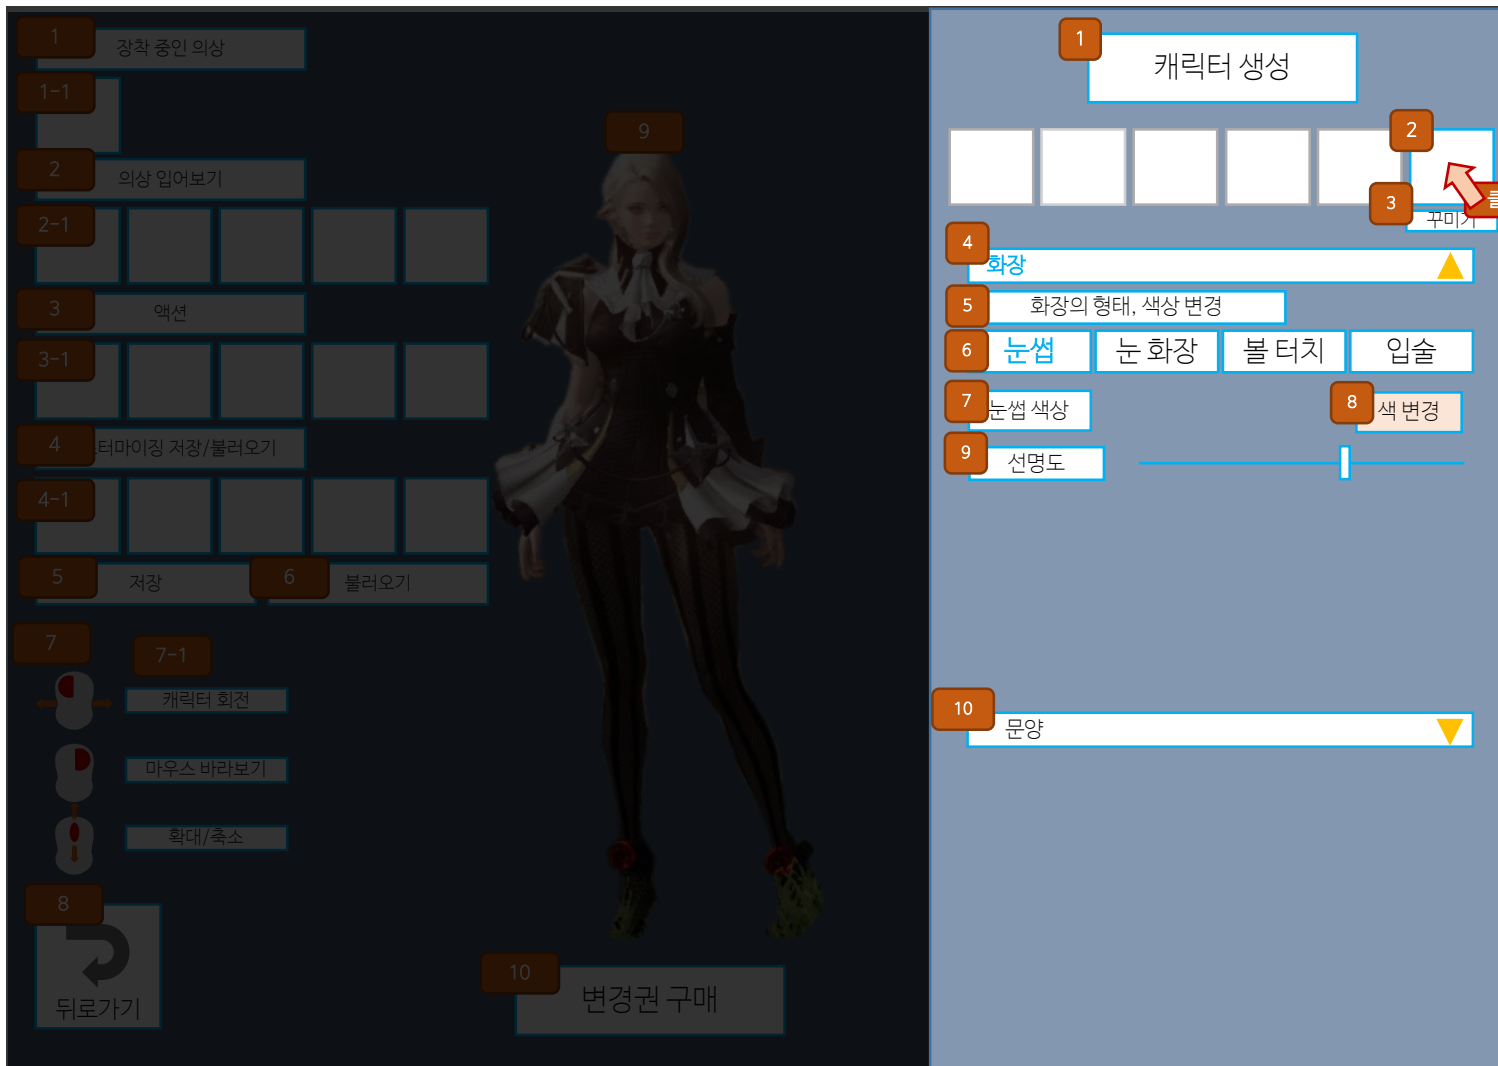 1
장착 중인 의상
1-1
2
의상 입어보기
2-1
3
액션
3-1
4
터마이징 저장/불러오기
4-1
5
저장
6
불러오기
7
7-1
캐릭터 회전
마우스 바라보기
확대/축소
8
뒤로가기
9
10
변경권 구매
1
캐릭터 생성
2
3
꾸미기
4
화장
5
화장의 형태, 색상 변경
6
눈썹
눈 화장
볼 터치
입술
7
눈썹 색상
8
색 변경
9
선명도
10
문양